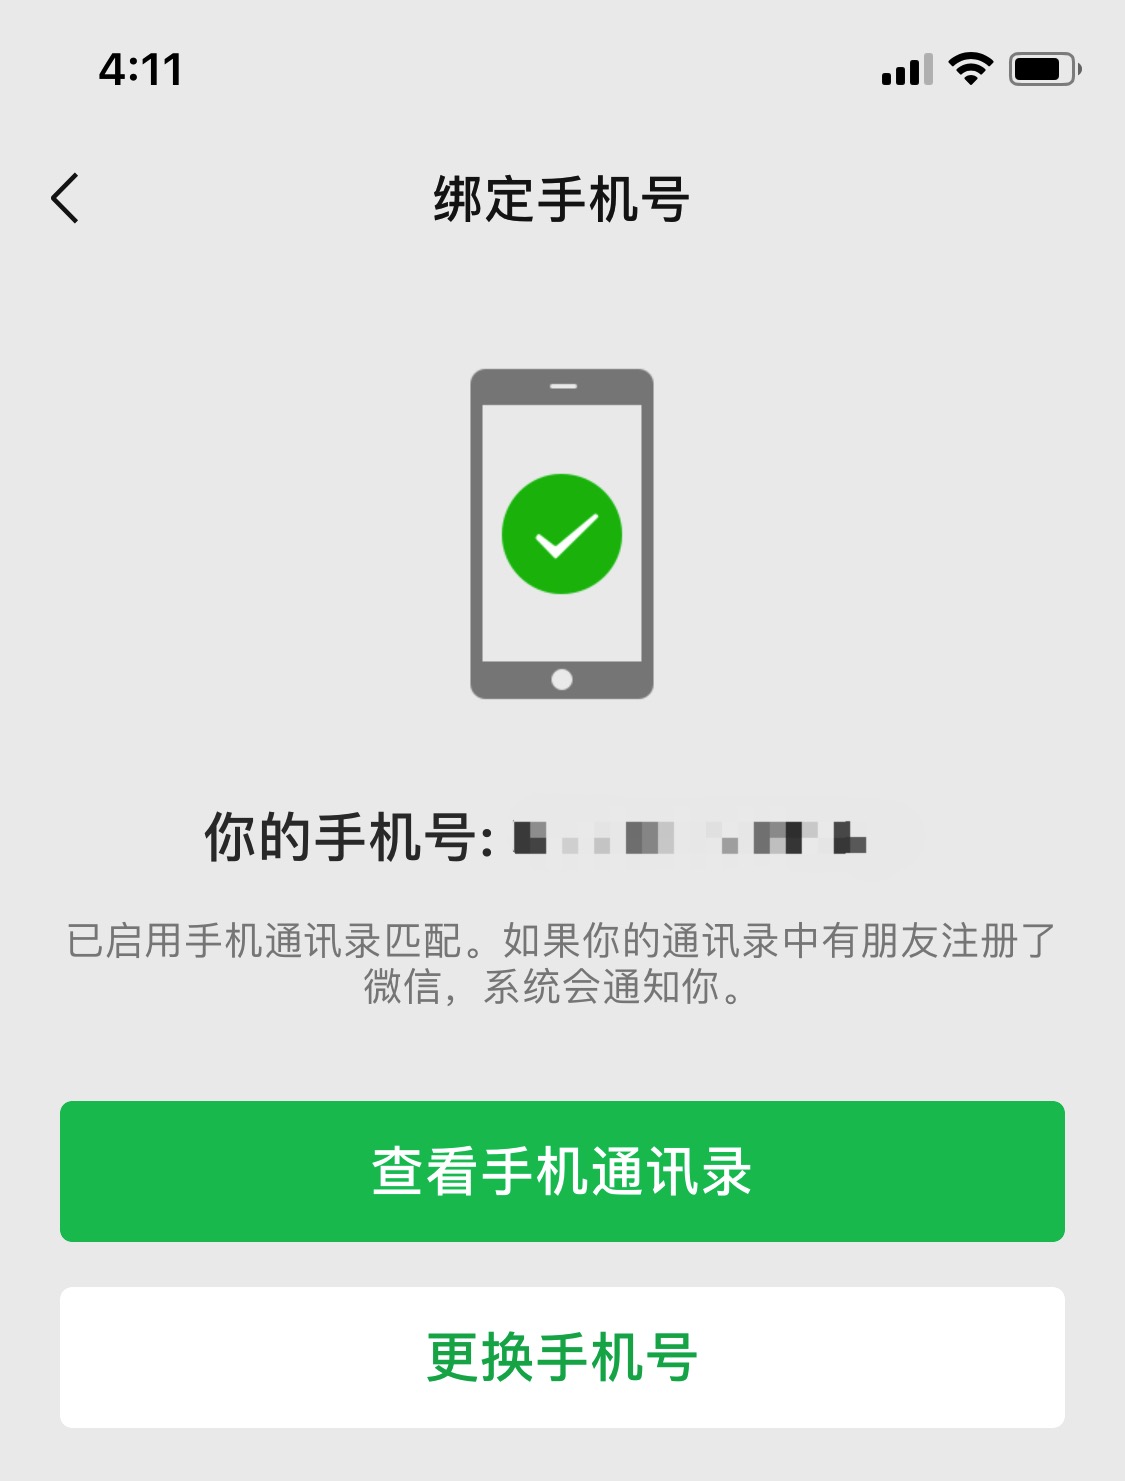 4:11
绑定手机号
你的手机号:
已启用手机通讯录匹配。如果你的通讯录中有朋友注册了
微信，系统会通知你。
查看手机通讯录
更换手机号